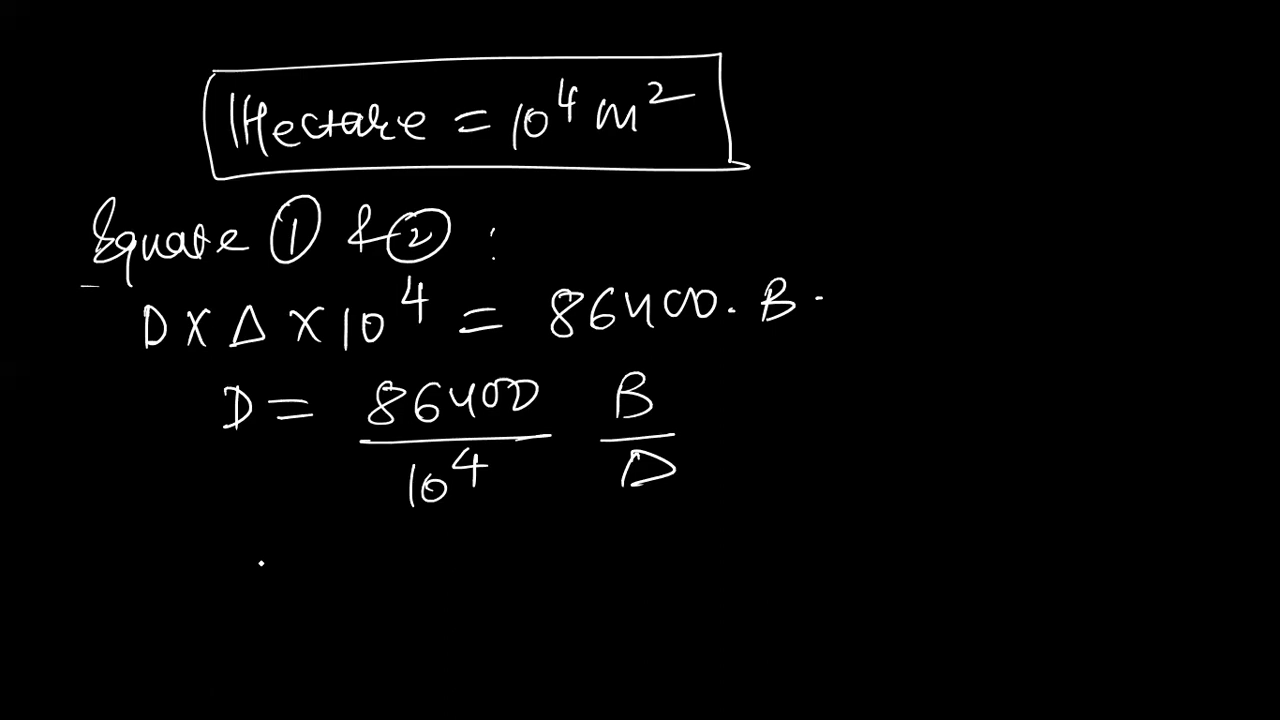 1Hectare = 10⁴ m²
Equate ① & ② :
D X Δ X 10⁴ = 86400. B.
D = 86400/10⁴ B/Δ